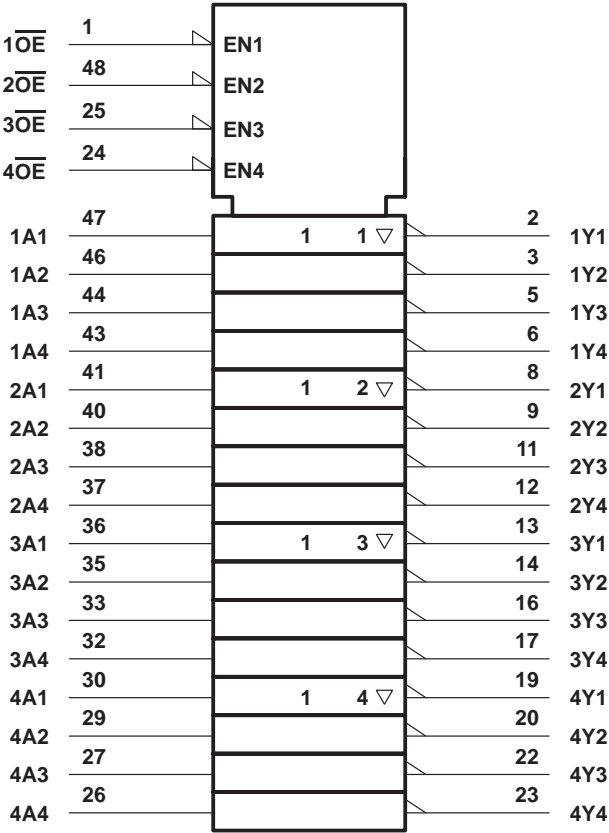 1O̅E̅ 1 EN1
2O̅E̅ 48 EN2
3O̅E̅ 25 EN3
4O̅E̅ 24 EN4
1A1 47 1 1 ▽ 2 1Y1
1A2 46 3 1Y2
1A3 44 5 1Y3
1A4 43 6 1Y4
2A1 41 1 2 ▽ 8 2Y1
2A2 40 9 2Y2
2A3 38 11 2Y3
2A4 37 12 2Y4
3A1 36 1 3 ▽ 13 3Y1
3A2 35 14 3Y2
3A3 33 16 3Y3
3A4 32 17 3Y4
4A1 30 1 4 ▽ 19 4Y1
4A2 29 20 4Y2
4A3 27 22 4Y3
4A4 26 23 4Y4